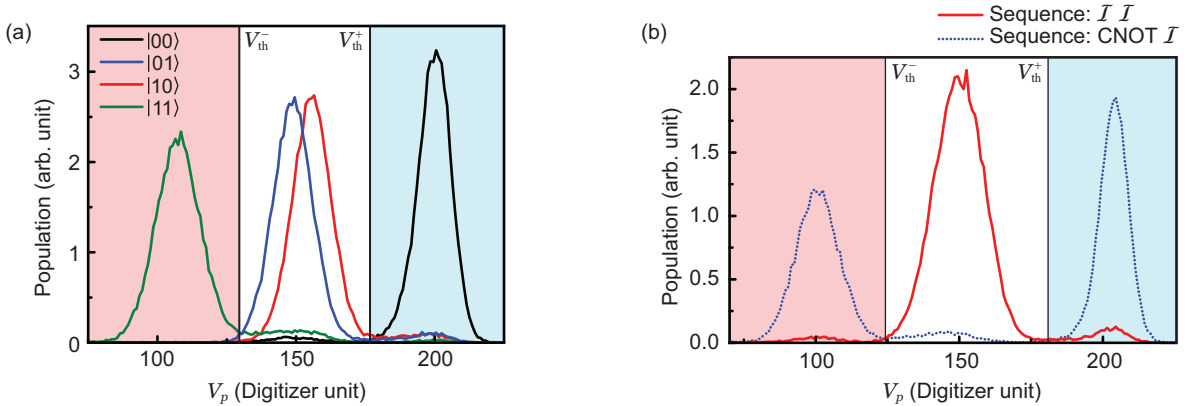 (a)
|00⟩
|01⟩
|10⟩
|11⟩
V_th^−
V_th^+
3
2
1
0
100
150
200
Population (arb. unit)
V_p (Digitizer unit)
(b)
Sequence: 𝓘 𝓘
Sequence: CNOT 𝓘
V_th^−
V_th^+
2.0
1.5
1.0
0.5
0.0
100
150
200
Population (arb. unit)
V_p (Digitizer unit)